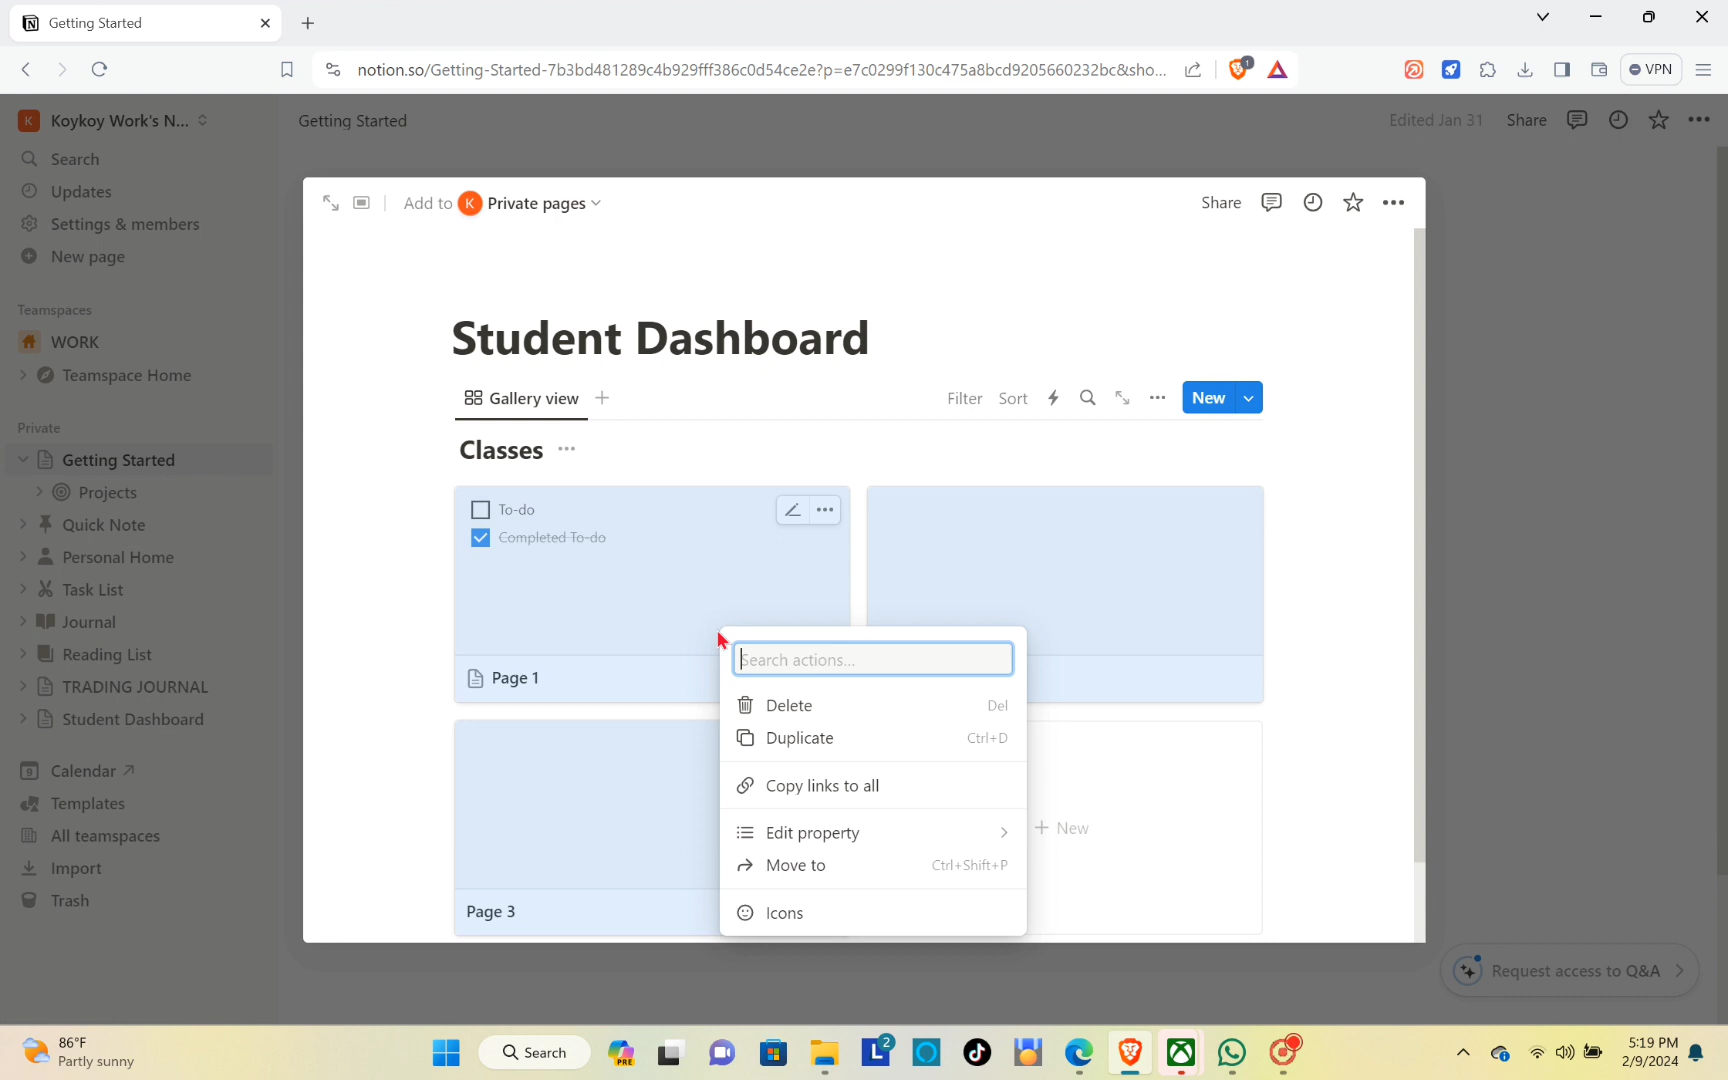 Getting Started
notion.so/Getting-Started-7b3bd481289c4b929fff386c0d54ce2e?p=e7c0299f130c475a8bcd9205660232bc&sho...
1
VPN
K Koykoy Work's N...
Getting Started
Edited Jan 31 Share
Search
Updates
Settings & members
New page
Teamspaces
WORK
Teamspace Home
Private
Getting Started
Projects
Quick Note
Personal Home
Task List
Journal
Reading List
TRADING JOURNAL
Student Dashboard
9 Calendar
Templates
All teamspaces
Import
Trash
Add to K Private pages
Share
Student Dashboard
Gallery view
Filter Sort New
Classes
To-do
Completed To-do
Page 1
Page 3
Search actions...
Delete Del
Duplicate Ctrl+D
Copy links to all
Edit property
Move to Ctrl+Shift+P
Icons
+ New
Request access to Q&A
86°F
Partly sunny
Search
PRE
L 2
5:19 PM
2/9/2024